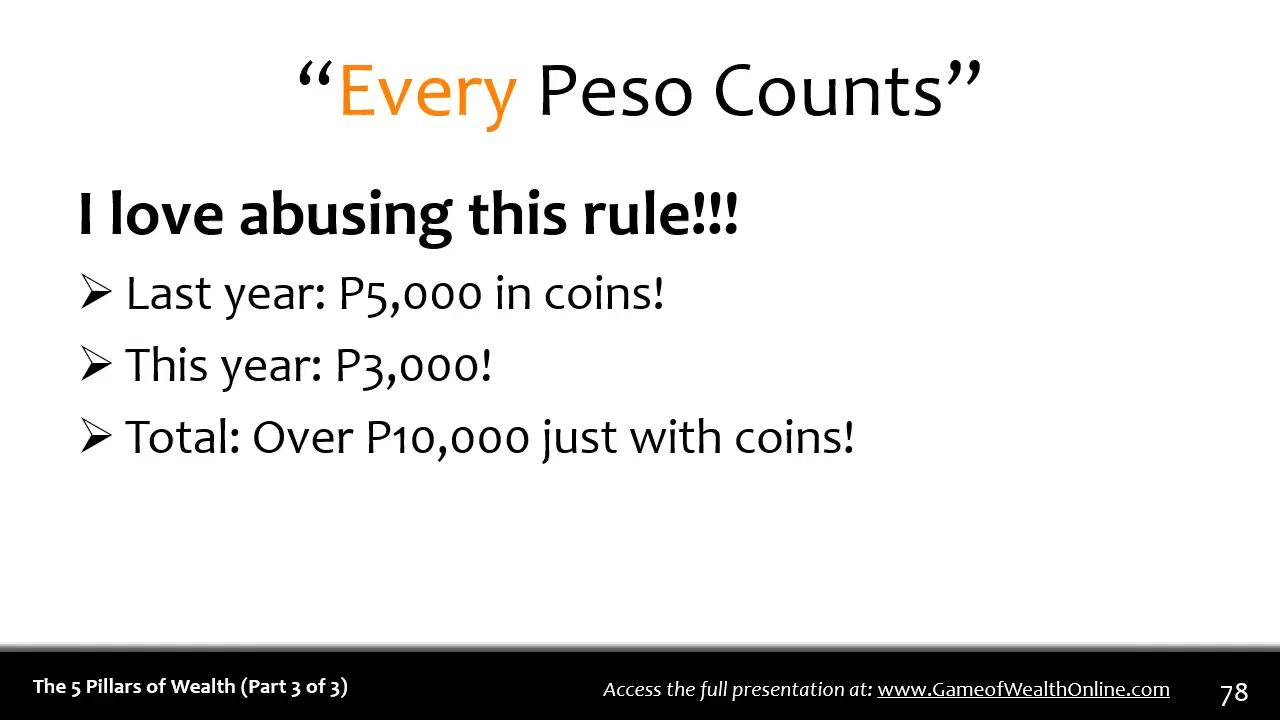 “Every Peso Counts”
I love abusing this rule!!!
➢ Last year: P5,000 in coins!
➢ This year: P3,000!
➢ Total: Over P10,000 just with coins!
The 5 Pillars of Wealth (Part 3 of 3)
Access the full presentation at: www.GameofWealthOnline.com
78